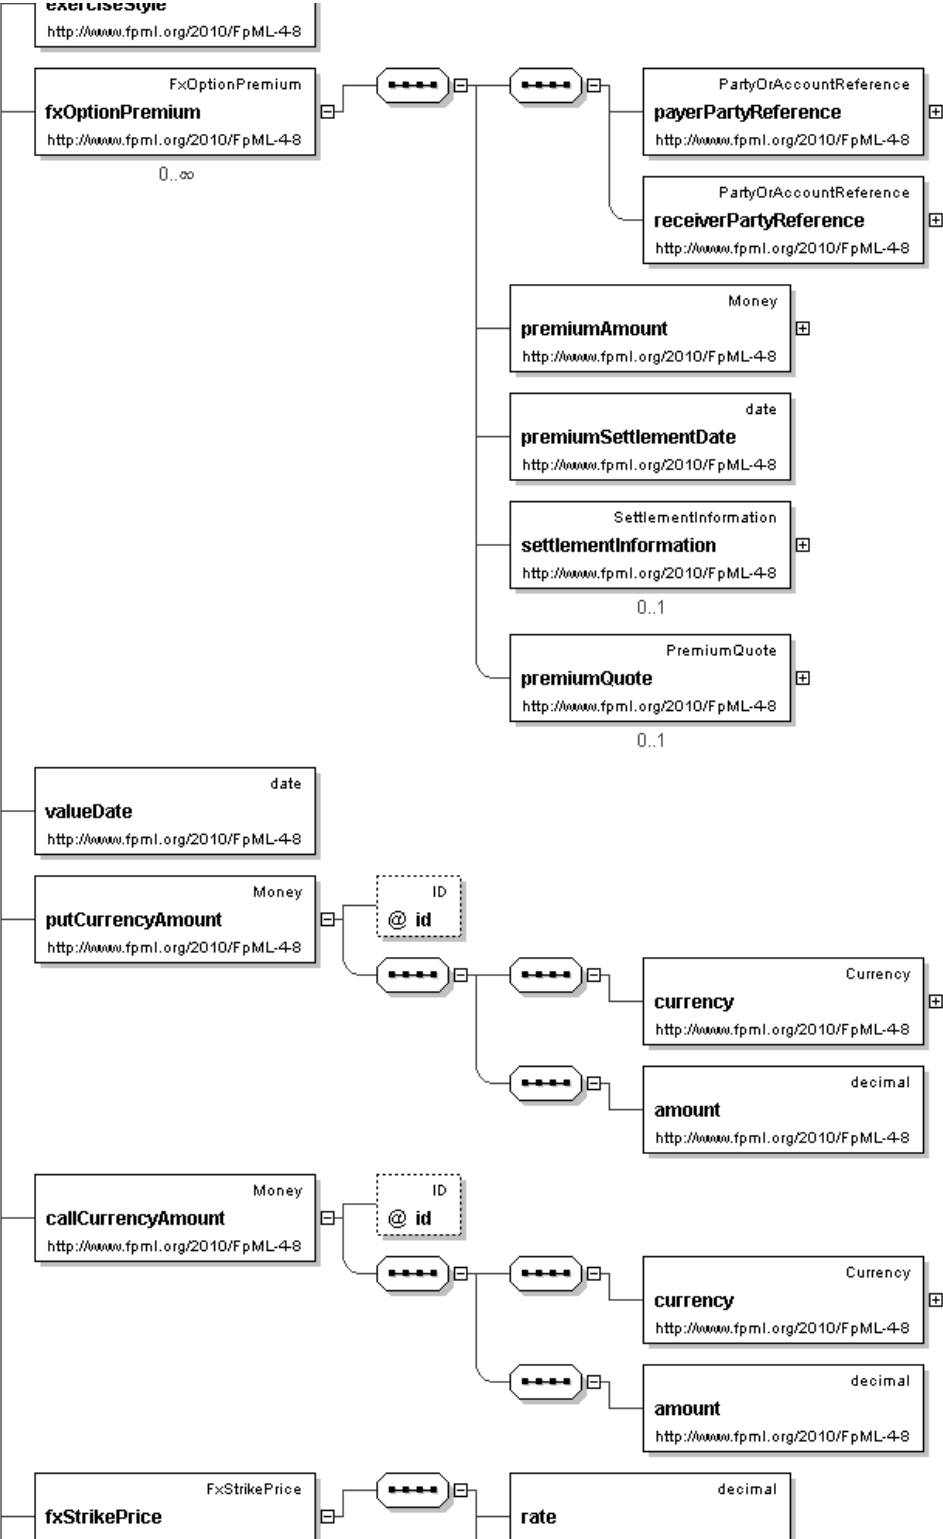 exerciseStyle
http://www.fpml.org/2010/FpML-4-8
FxOptionPremium
fxOptionPremium
http://www.fpml.org/2010/FpML-4-8
0..∞
PartyOrAccountReference
payerPartyReference
http://www.fpml.org/2010/FpML-4-8
PartyOrAccountReference
receiverPartyReference
http://www.fpml.org/2010/FpML-4-8
Money
premiumAmount
http://www.fpml.org/2010/FpML-4-8
date
premiumSettlementDate
http://www.fpml.org/2010/FpML-4-8
SettlementInformation
settlementInformation
http://www.fpml.org/2010/FpML-4-8
0..1
PremiumQuote
premiumQuote
http://www.fpml.org/2010/FpML-4-8
0..1
date
valueDate
http://www.fpml.org/2010/FpML-4-8
Money
putCurrencyAmount
http://www.fpml.org/2010/FpML-4-8
ID
@ id
Currency
currency
http://www.fpml.org/2010/FpML-4-8
decimal
amount
http://www.fpml.org/2010/FpML-4-8
Money
callCurrencyAmount
http://www.fpml.org/2010/FpML-4-8
ID
@ id
Currency
currency
http://www.fpml.org/2010/FpML-4-8
decimal
amount
http://www.fpml.org/2010/FpML-4-8
FxStrikePrice
fxStrikePrice
decimal
rate